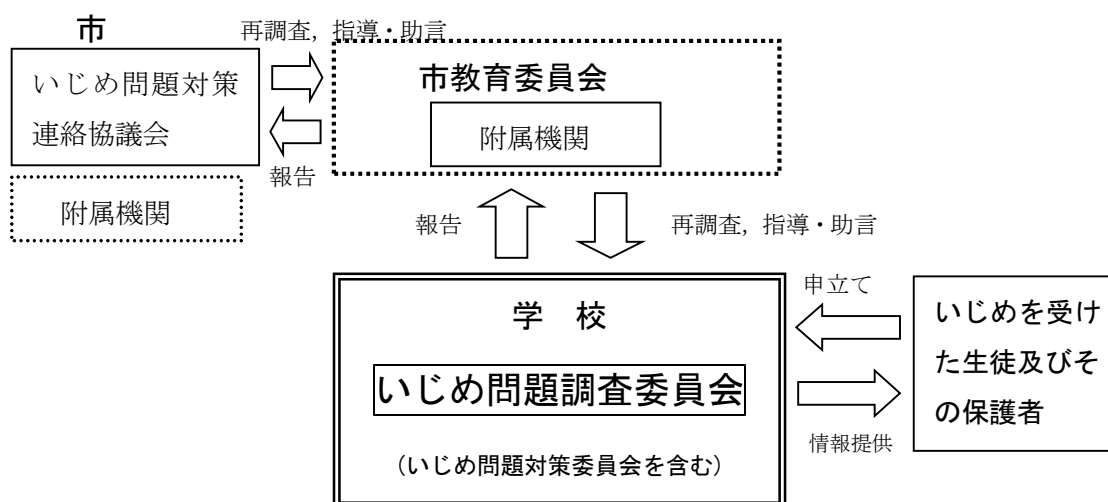 市
再調査，指導・助言
いじめ問題対策
連絡協議会
市教育委員会
附属機関
報告
附属機関
報告
再調査，指導・助言
学　校
いじめ問題調査委員会
（いじめ問題対策委員会を含む）
申立て
情報提供
いじめを受け
た生徒及びそ
の保護者